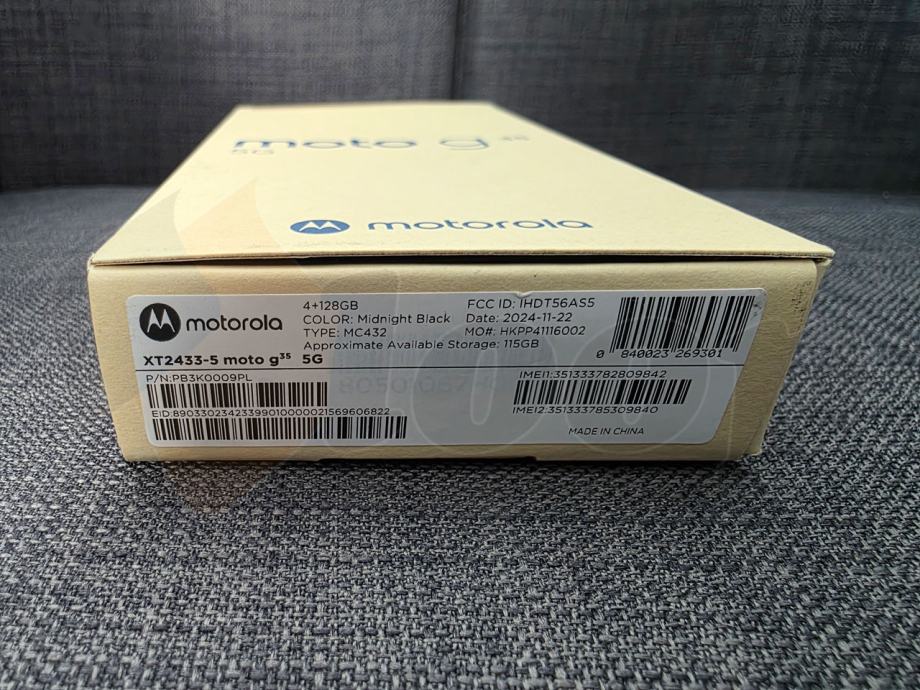 moto g 35
5G
motorola
motorola
4+128GB
COLOR: Midnight Black
TYPE: MC432
Approximate Available Storage: 115GB
FCC ID: IHDT56AS5
Date: 2024-11-22
MO#: HKPP41116002
0 840023 269301
XT2433-5 moto g35 5G
P/N:PB3K0009PL
EID:89033023423399010000021569606822
IMEI1:351333782809842
IMEI2:351333785309840
MADE IN CHINA